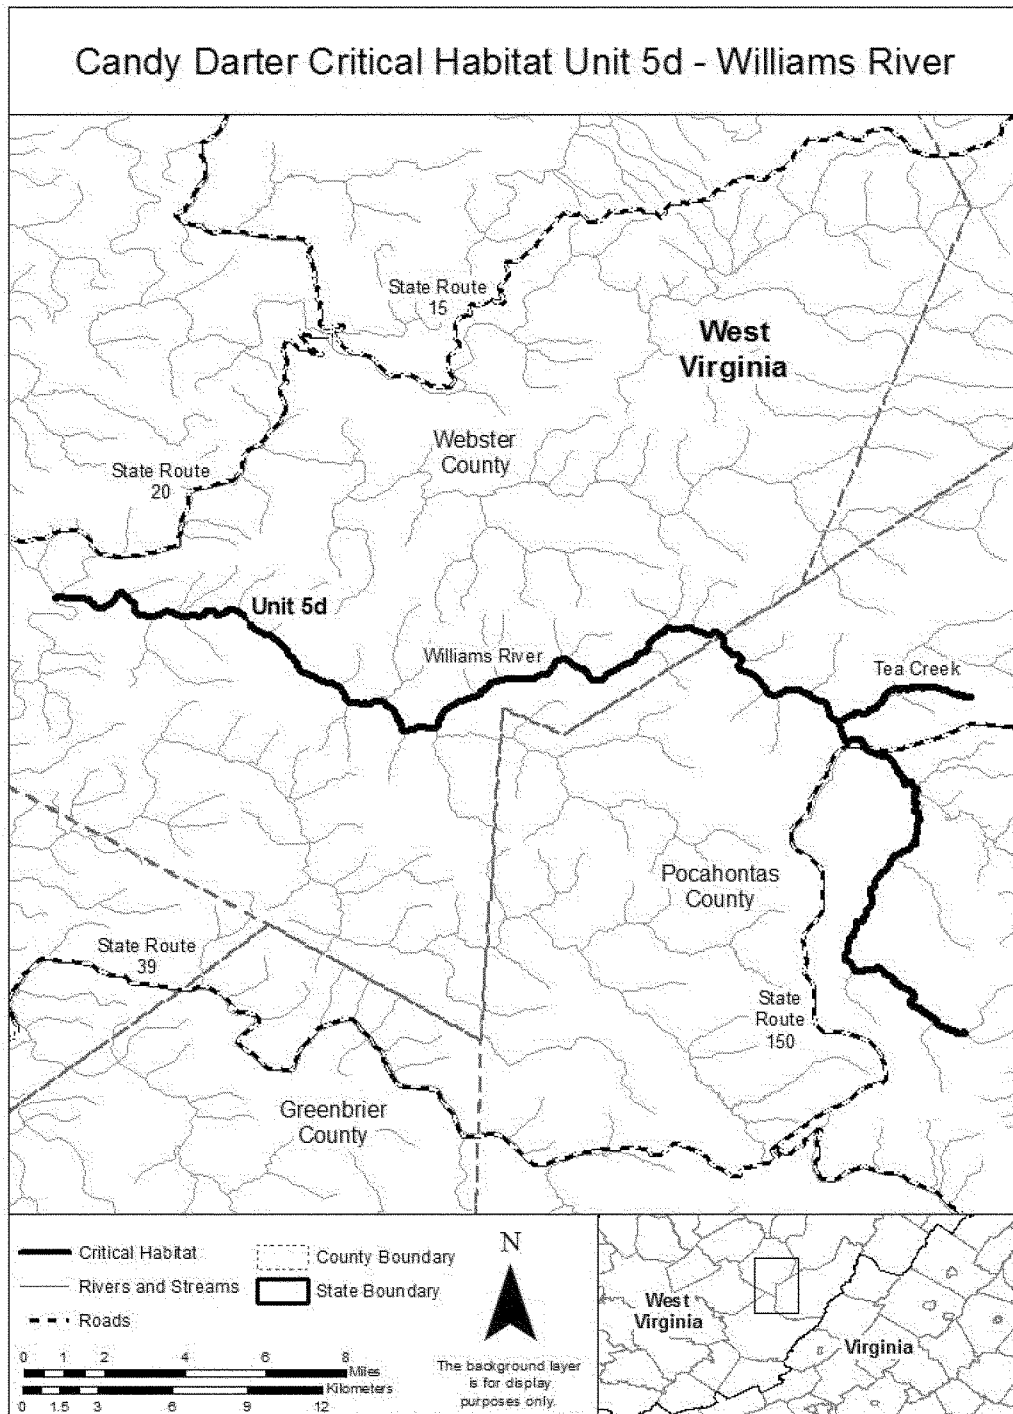 Candy Darter Critical Habitat Unit 5d - Williams River
State Route
15
West
Virginia
Webster
County
State Route
20
Unit 5d
Williams River
Tea Creek
Pocahontas
County
State Route
39
State
Route
150
Greenbrier
County
Critical Habitat
Rivers and Streams
Roads
County Boundary
State Boundary
N
0 1 2 4 6 8
Miles
Kilometers
0 1.5 3 6 9 12
The background layer
is for display
purposes only.
West
Virginia
Virginia